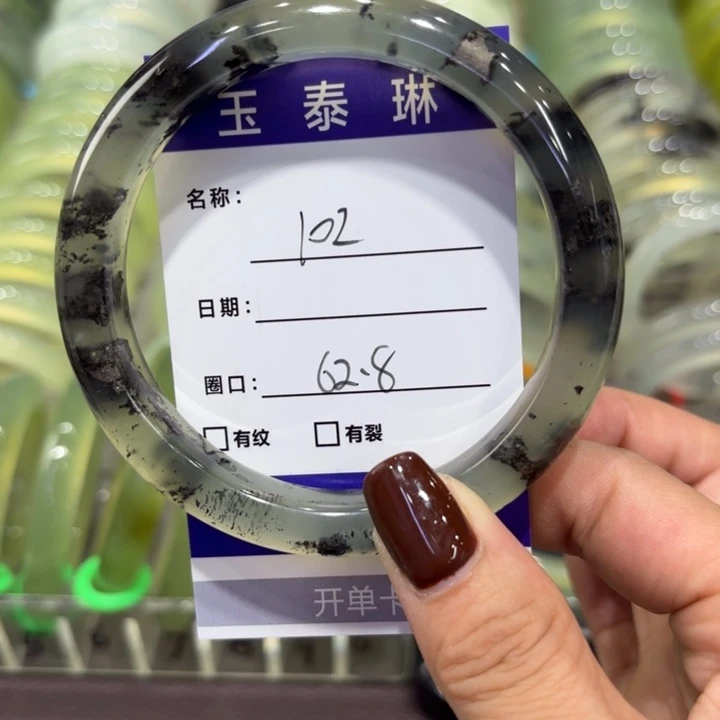 玉泰琳
名称: 102
日期:
圈口: 62.8
□有纹 □有裂
开单卡